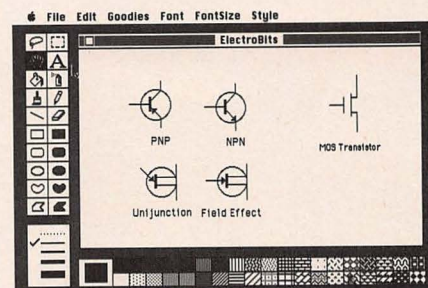 File Edit Goodies Font FontSize Style
ElectroBits
A
PNP NPN
MOS Transistor
Unijunction Field Effect